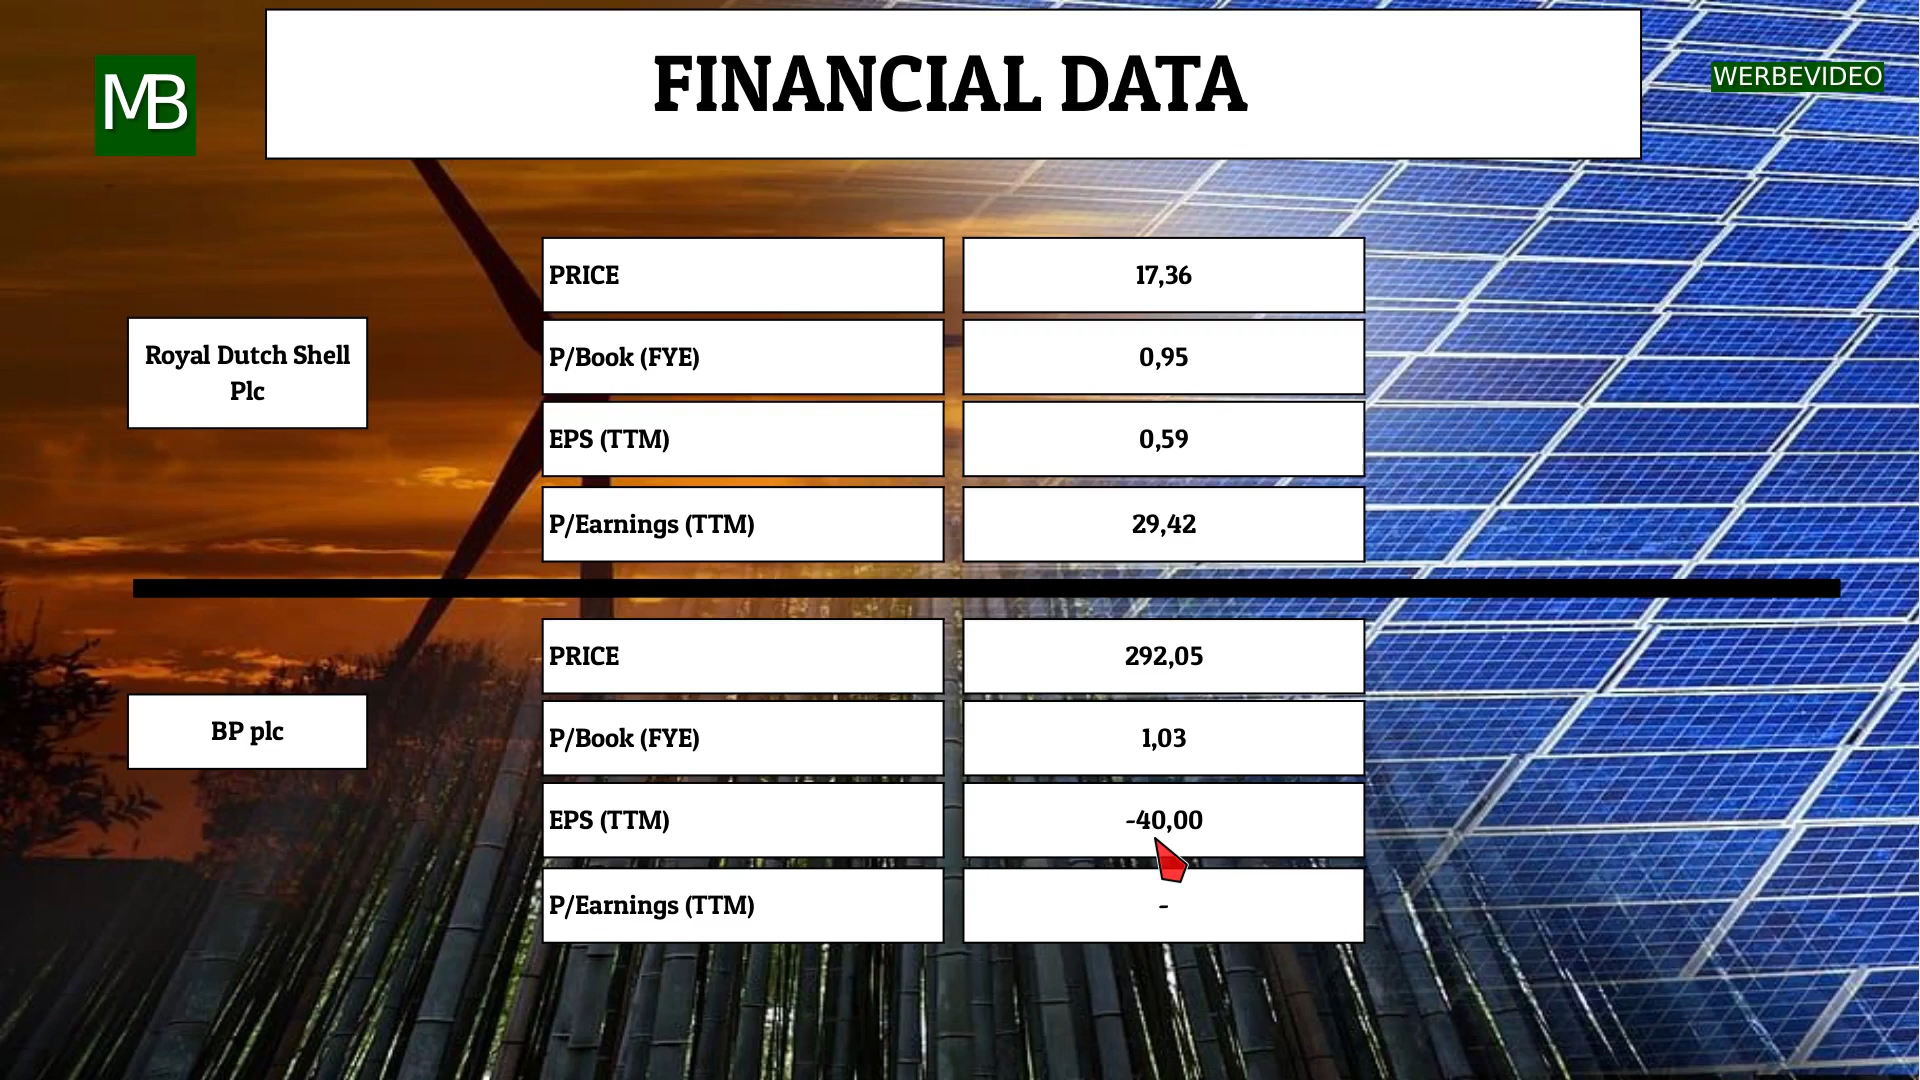 FINANCIAL DATA
MB
WERBEVIDEO
Royal Dutch Shell
Plc
PRICE
17,36
P/Book (FYE)
0,95
EPS (TTM)
0,59
P/Earnings (TTM)
29,42
BP plc
PRICE
292,05
P/Book (FYE)
1,03
EPS (TTM)
-40,00
P/Earnings (TTM)
-